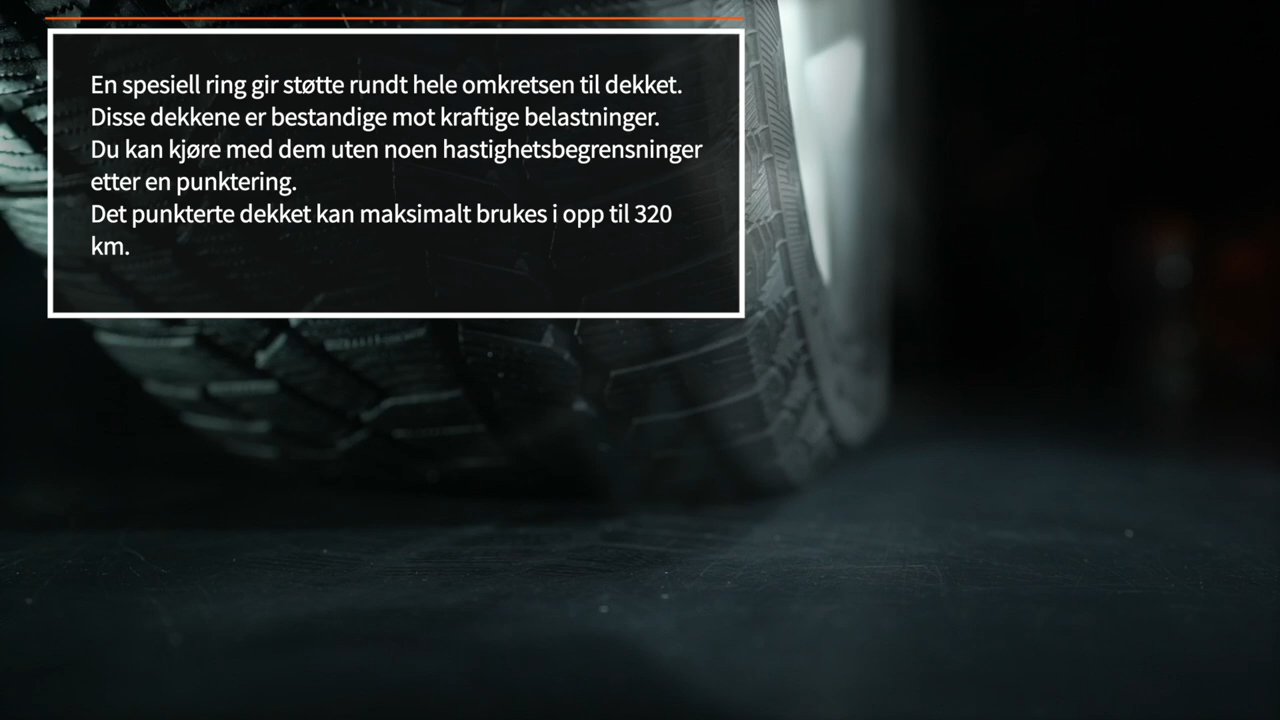 En spesiell ring gir støtte rundt hele omkretsen til dekket.
Disse dekkene er bestandige mot kraftige belastninger.
Du kan kjøre med dem uten noen hastighetsbegrensninger
etter en punktering.
Det punkterte dekket kan maksimalt brukes i opp til 320
km.